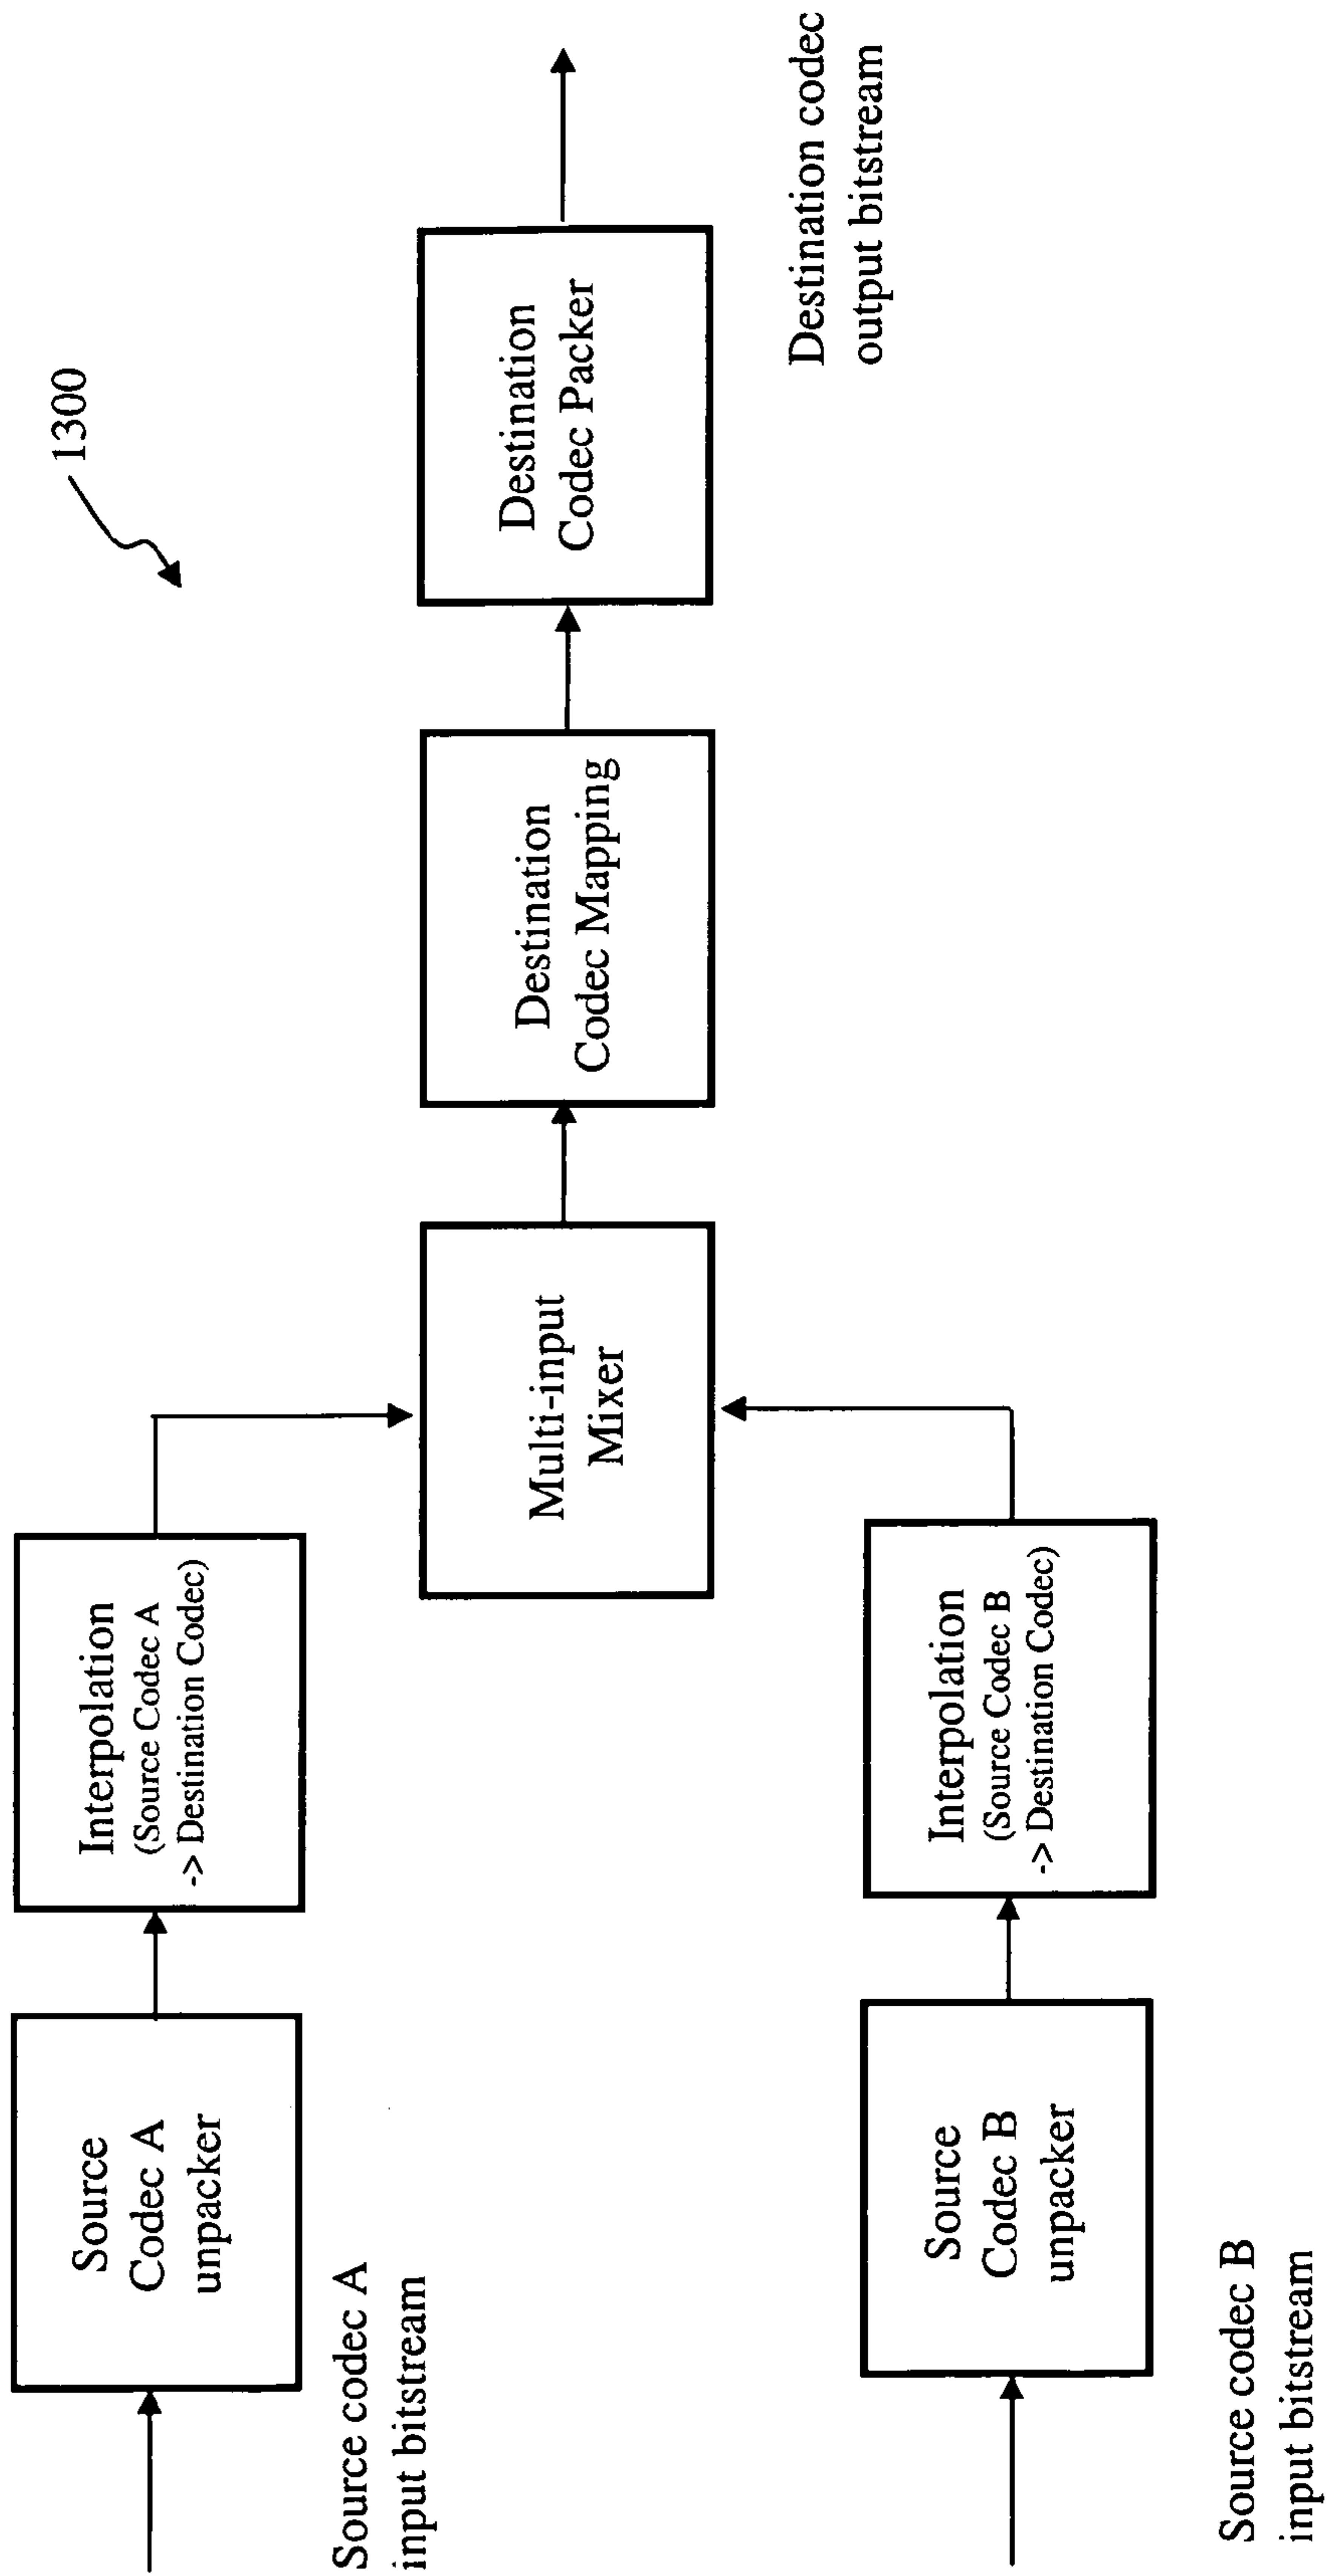 1300
Source
Codec A
unpacker
Source codec A
input bitstream
Interpolation
(Source Codec A
-> Destination Codec)
Source
Codec B
unpacker
Source codec B
input bitstream
Interpolation
(Source Codec B
-> Destination Codec)
Multi-input
Mixer
Destination
Codec Mapping
Destination
Codec Packer
Destination codec
output bitstream